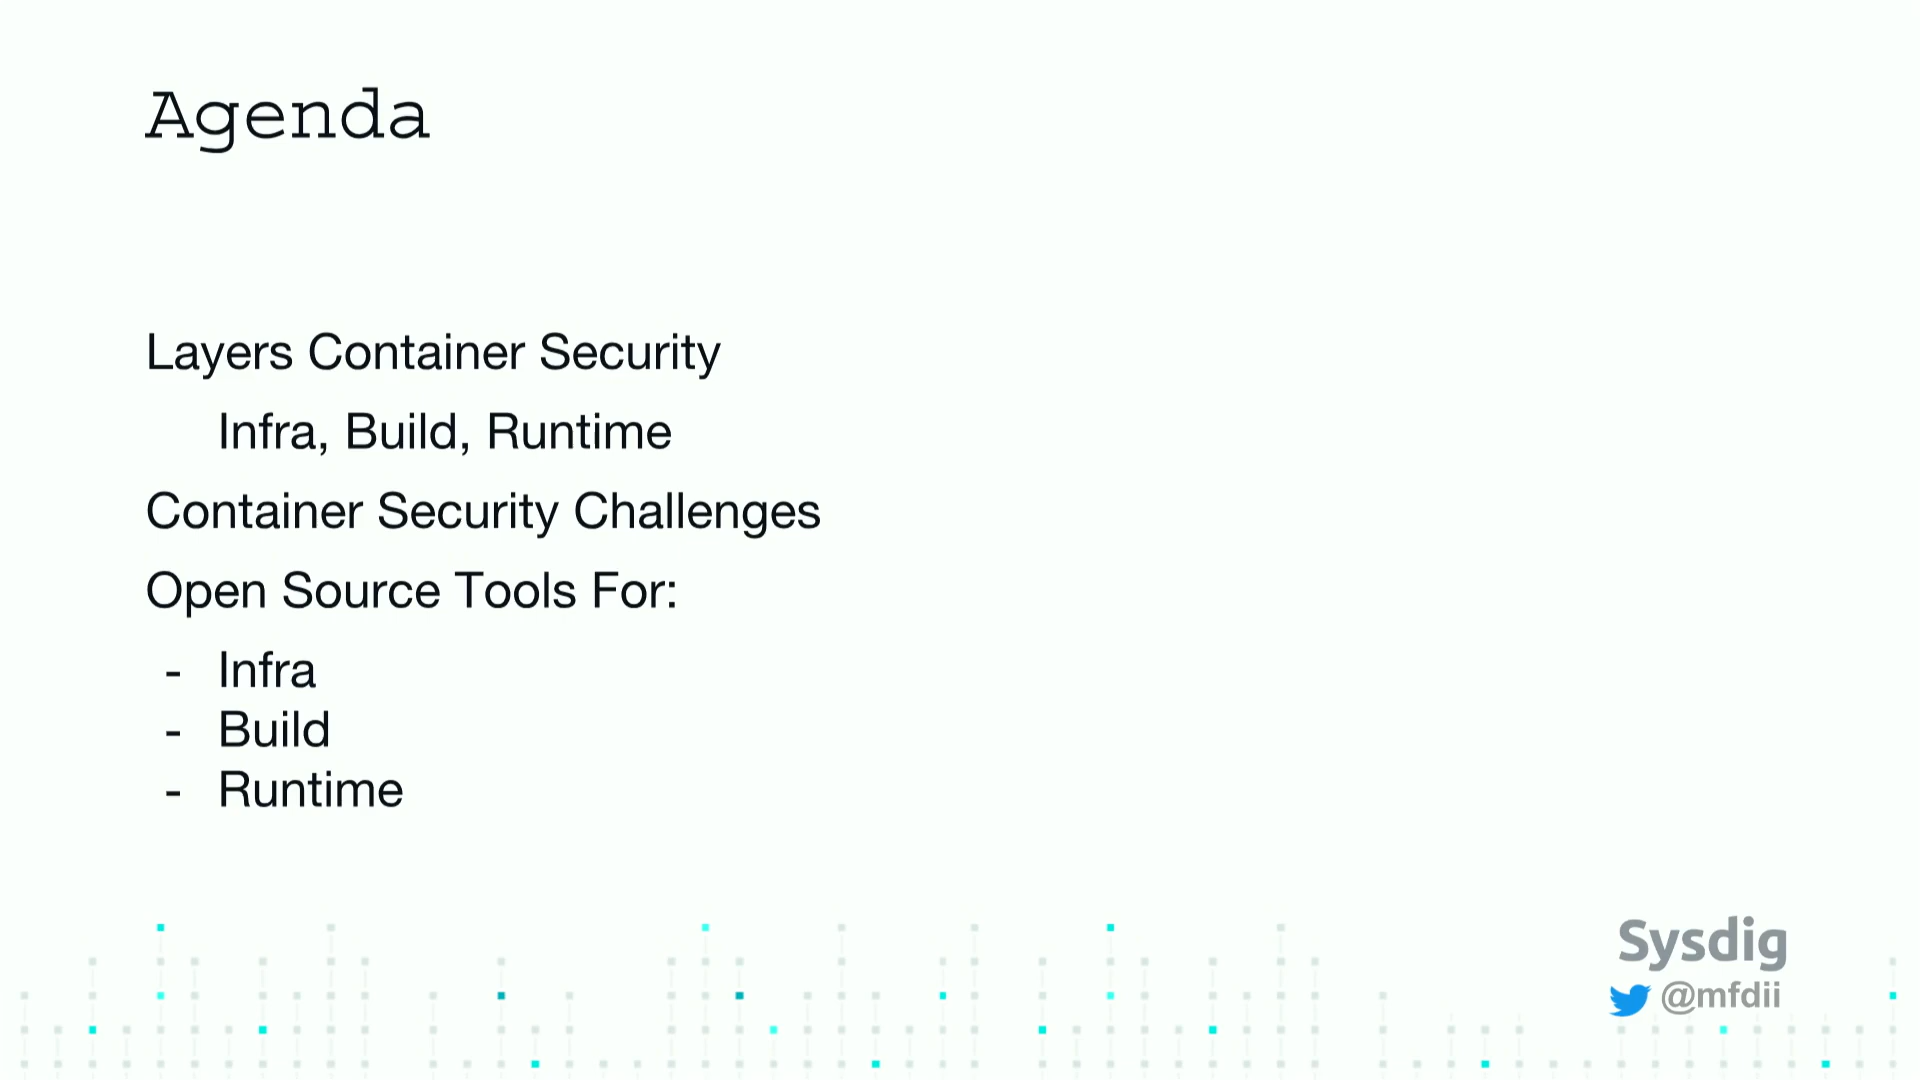 Agenda
Layers Container Security
Infra, Build, Runtime
Container Security Challenges
Open Source Tools For:
- Infra
- Build
- Runtime
Sysdig
@mfdii